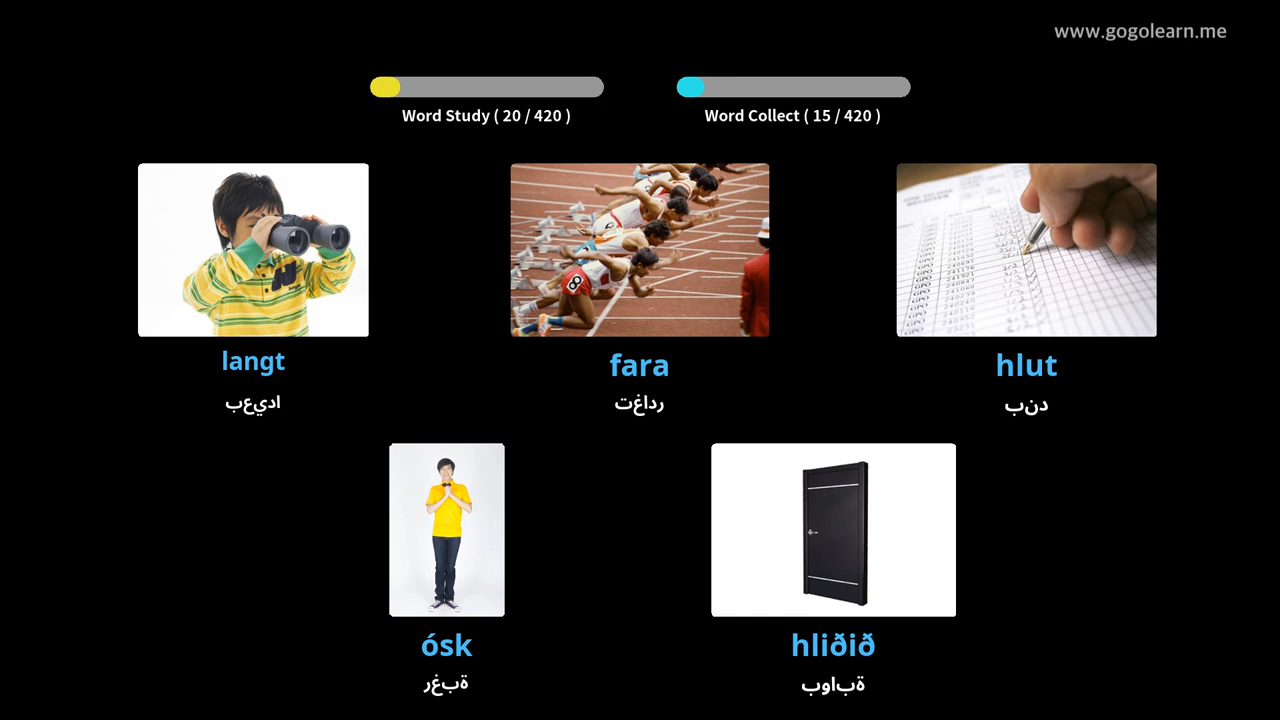 www.gogolearn.me
Word Study ( 20 / 420 )
Word Collect ( 15 / 420 )
langt
اديعب
fara
رداغت
hlut
دنب
ósk
ةبغر
hliðið
ةباوب